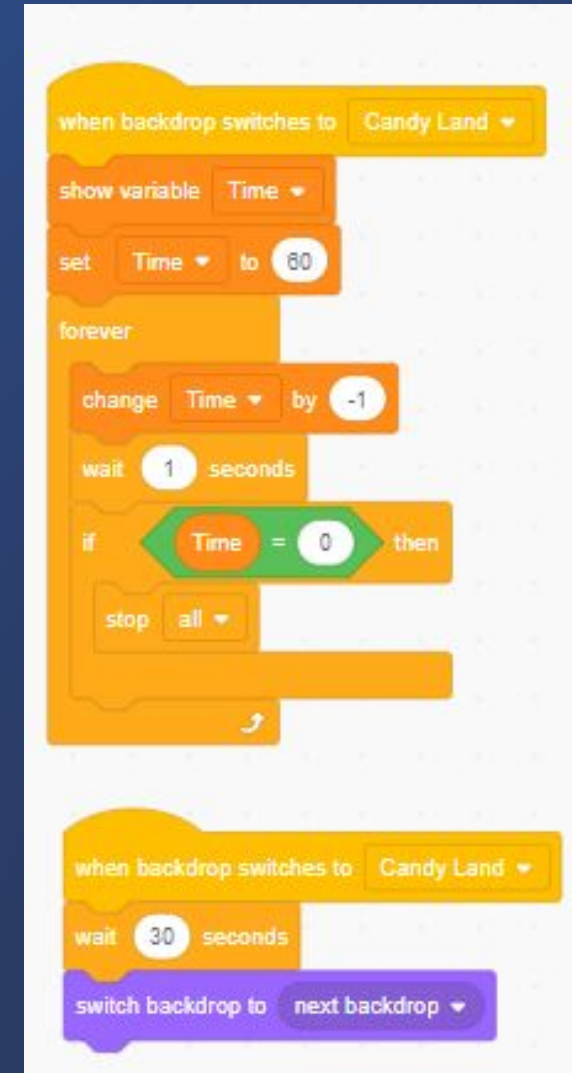 when backdrop switches to Candy Land
show variable Time
set Time to 60
forever
change Time by -1
wait 1 seconds
if Time = 0 then
stop all
when backdrop switches to Candy Land
wait 30 seconds
switch backdrop to next backdrop